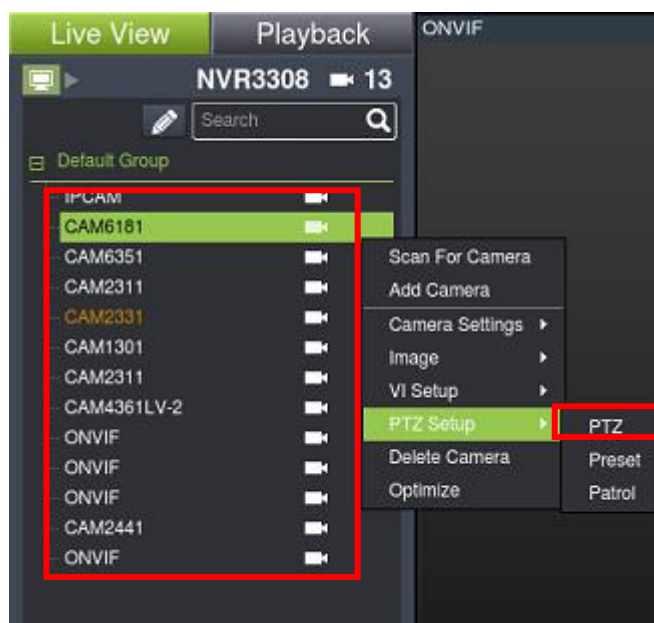 Live View Playback ONVIF
NVR3308 13
Search
Default Group
IPCAM
CAM6181
CAM6351
CAM2311
CAM2331
CAM1301
CAM2311
CAM4361LV-2
ONVIF
ONVIF
ONVIF
CAM2441
ONVIF
Scan For Camera
Add Camera
Camera Settings
Image
VI Setup
PTZ Setup
Delete Camera
Optimize
PTZ
Preset
Patrol